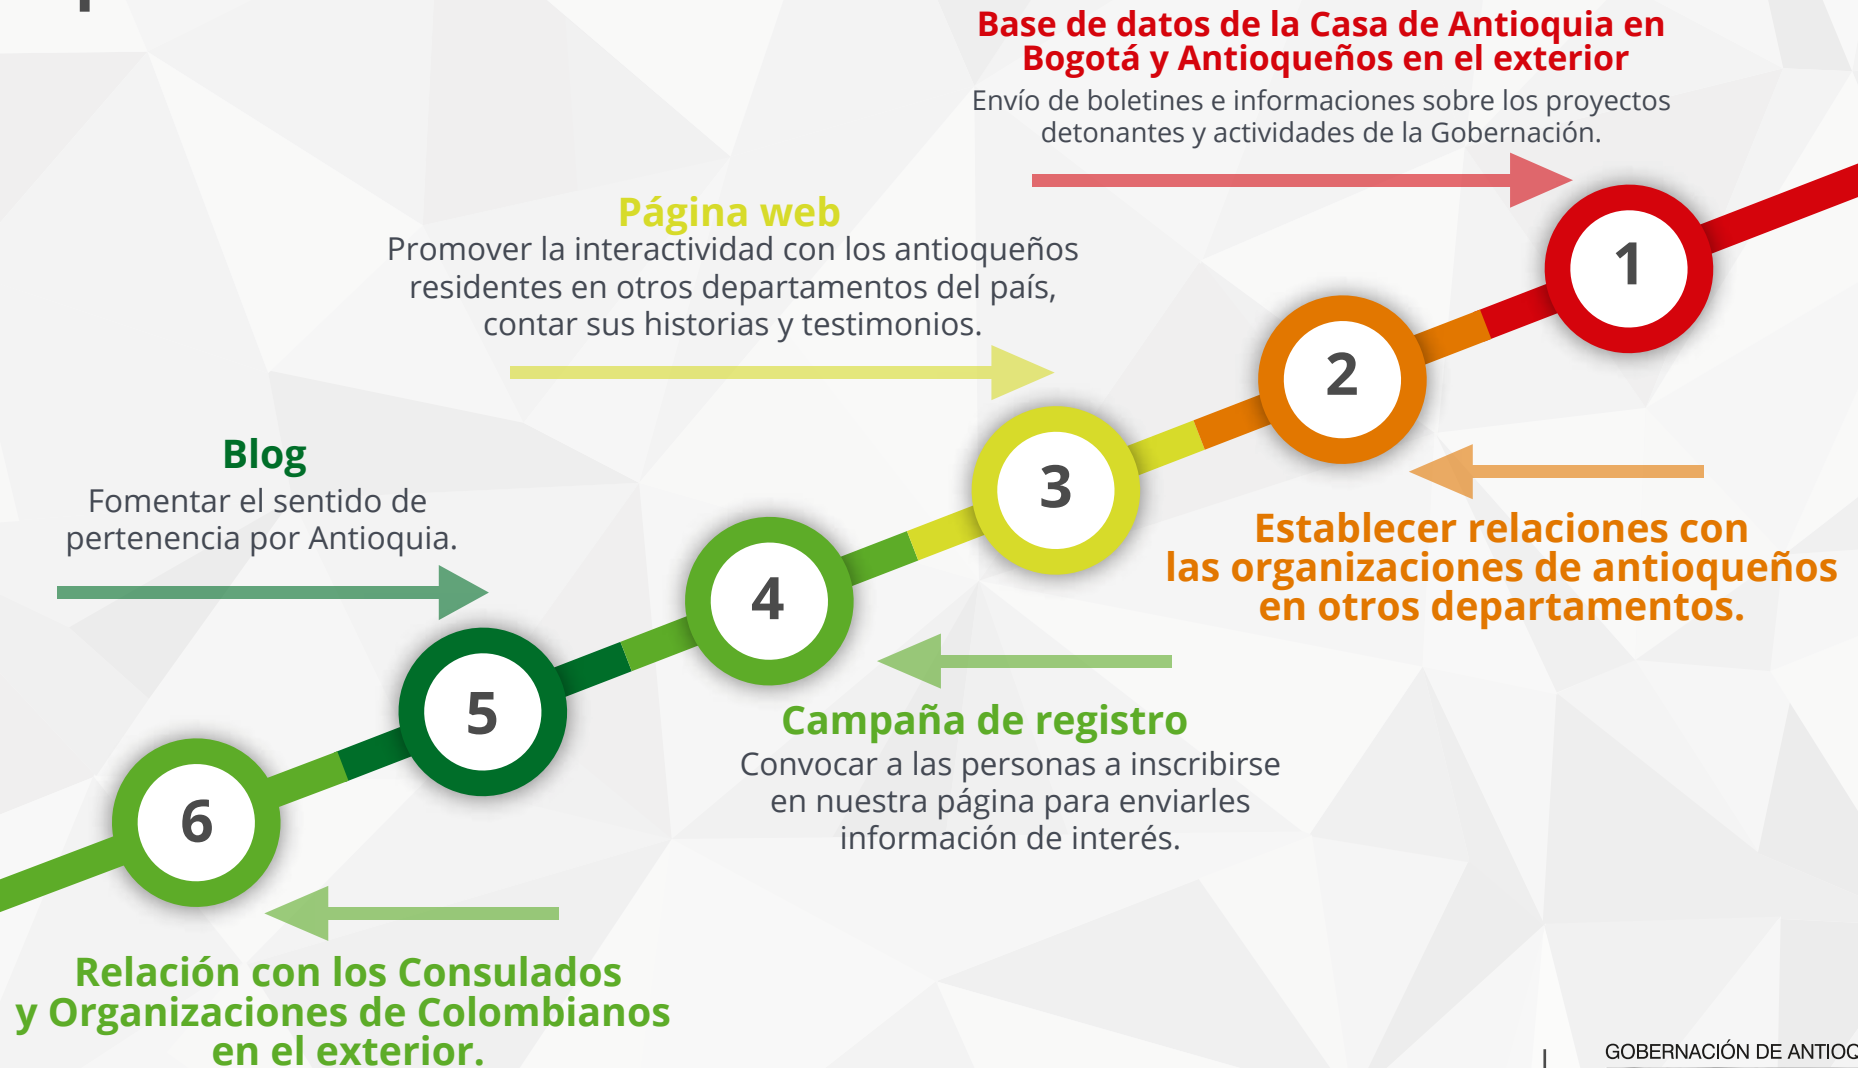 Base de datos de la Casa de Antioquia en
Bogotá y Antioqueños en el exterior
Envío de boletines e informaciones sobre los proyectos
detonantes y actividades de la Gobernación.
1
Página web
Promover la interactividad con los antioqueños
residentes en otros departamentos del país,
contar sus historias y testimonios.
2
3
Establecer relaciones con
las organizaciones de antioqueños
en otros departamentos.
Blog
Fomentar el sentido de
pertenencia por Antioquia.
4
Campaña de registro
Convocar a las personas a inscribirse
en nuestra página para enviarles
información de interés.
5
6
Relación con los Consulados
y Organizaciones de Colombianos
en el exterior.
GOBERNACIÓN DE